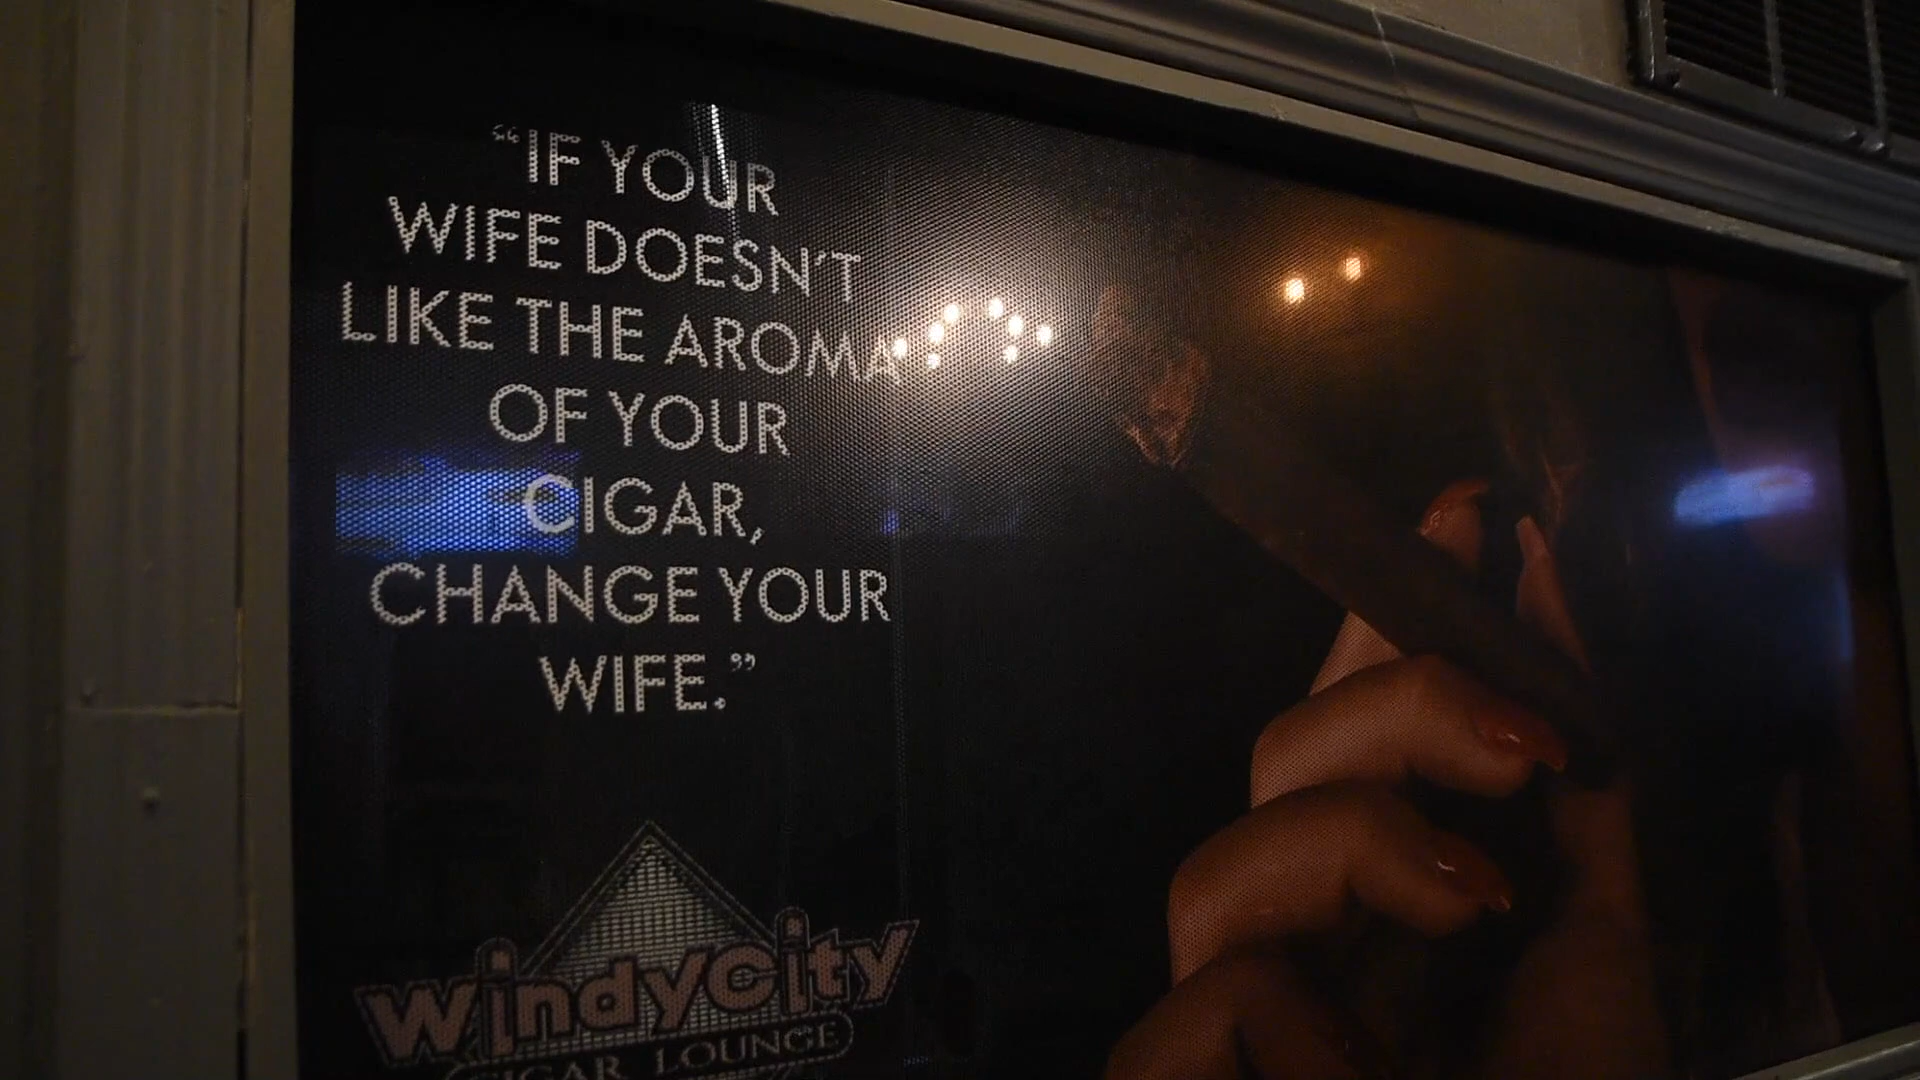 “IF YOUR
WIFE DOESN’T
LIKE THE AROMA
OF YOUR
CIGAR,
CHANGE YOUR
WIFE.”
WindyCity
CIGAR LOUNGE